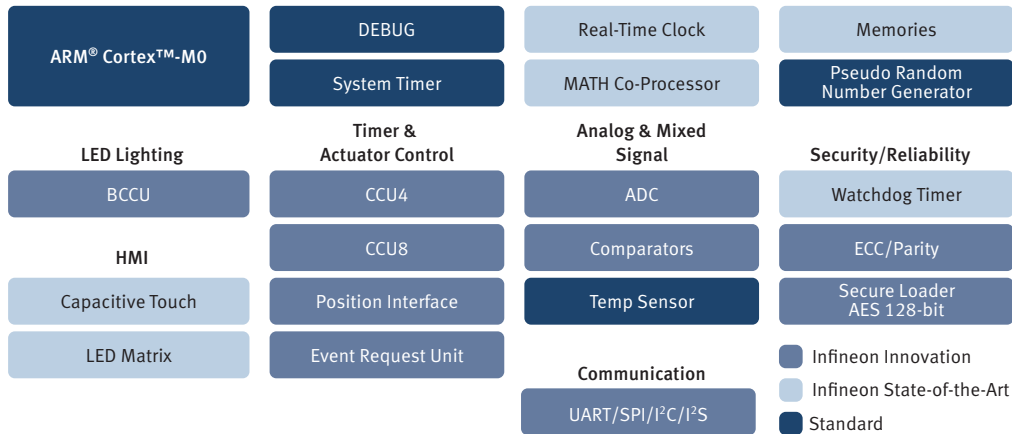 ARM® Cortex™-M0
DEBUG
System Timer
Real-Time Clock
MATH Co-Processor
Memories
Pseudo Random
Number Generator
LED Lighting
BCCU
HMI
Capacitive Touch
LED Matrix
Timer &
Actuator Control
CCU4
CCU8
Position Interface
Event Request Unit
Analog & Mixed
Signal
ADC
Comparators
Temp Sensor
Communication
UART/SPI/I²C/I²S
Security/Reliability
Watchdog Timer
ECC/Parity
Secure Loader
AES 128-bit
Infineon Innovation
Infineon State-of-the-Art
Standard